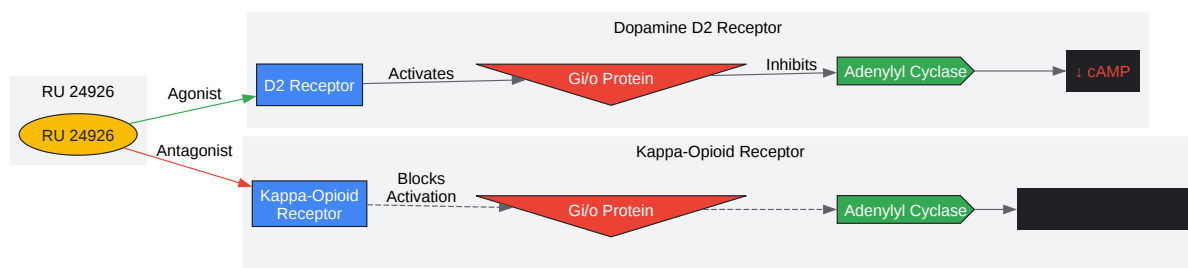 Dopamine D2 Receptor
RU 24926
RU 24926
Agonist
Antagonist
D2 Receptor
Activates
Gi/o Protein
Inhibits
Adenylyl Cyclase
↓ cAMP
Kappa-Opioid Receptor
Kappa-Opioid
Receptor
Blocks
Activation
Gi/o Protein
Adenylyl Cyclase